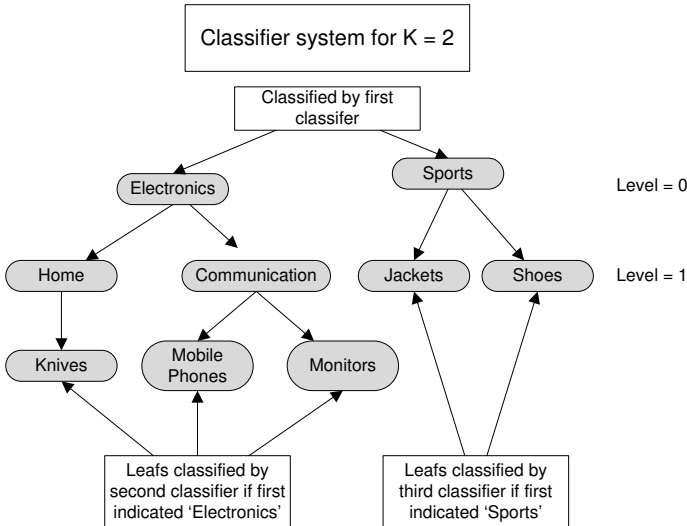 Classifier system for K = 2
Classified by first
classifer
Electronics
Sports
Level = 0
Home
Communication
Jackets
Shoes
Level = 1
Knives
Mobile
Phones
Monitors
Leafs classified by
second classifier if first
indicated 'Electronics'
Leafs classified by
third classifier if first
indicated 'Sports'